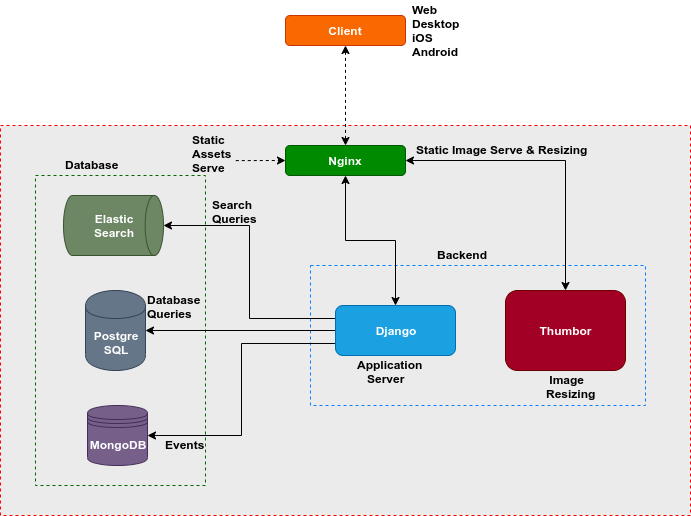 Client
Web
Desktop
iOS
Android
Static
Assets
Serve
Nginx
Static Image Serve & Resizing
Database
Elastic
Search
Search
Queries
Backend
Database
Queries
Postgre
SQL
Django
Thumbor
Application
Server
Image
Resizing
MongoDB
Events